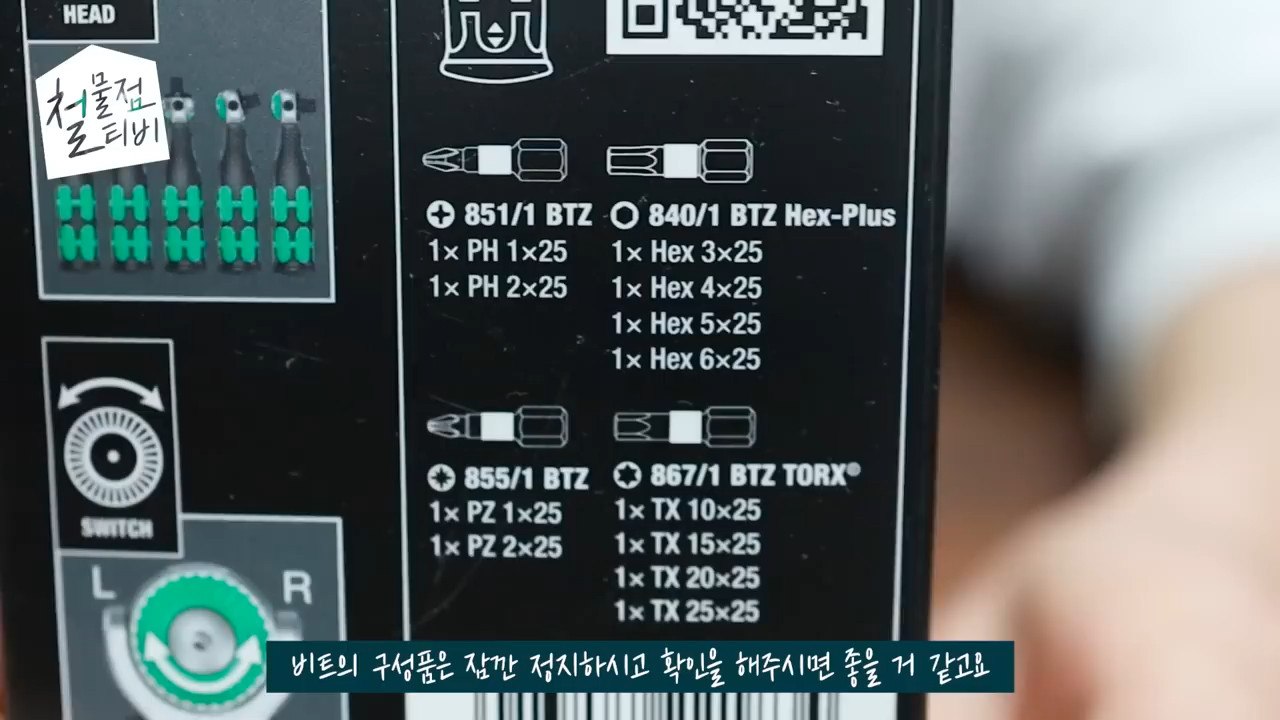 HEAD
철물점
티비
851/1 BTZ
1× PH 1×25
1× PH 2×25
840/1 BTZ Hex-Plus
1× Hex 3×25
1× Hex 4×25
1× Hex 5×25
1× Hex 6×25
855/1 BTZ
1× PZ 1×25
1× PZ 2×25
867/1 BTZ TORX®
1× TX 10×25
1× TX 15×25
1× TX 20×25
1× TX 25×25
SWITCH
L R
비트의 구성품은 잠깐 정지하시고 확인을 해주시면 좋을 거 같고요